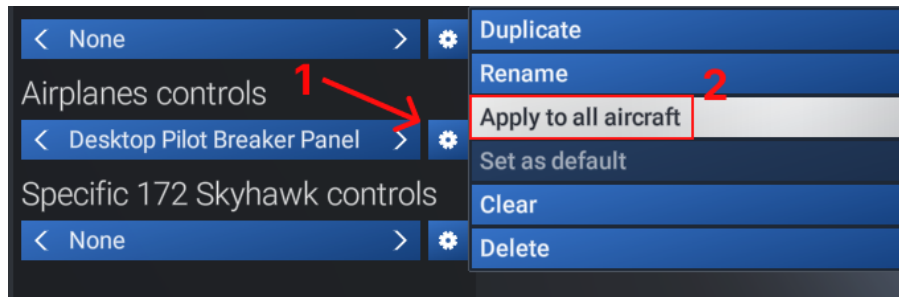 None
Airplanes controls
Desktop Pilot Breaker Panel
Specific 172 Skyhawk controls
None
1
Duplicate
Rename
2
Apply to all aircraft
Set as default
Clear
Delete